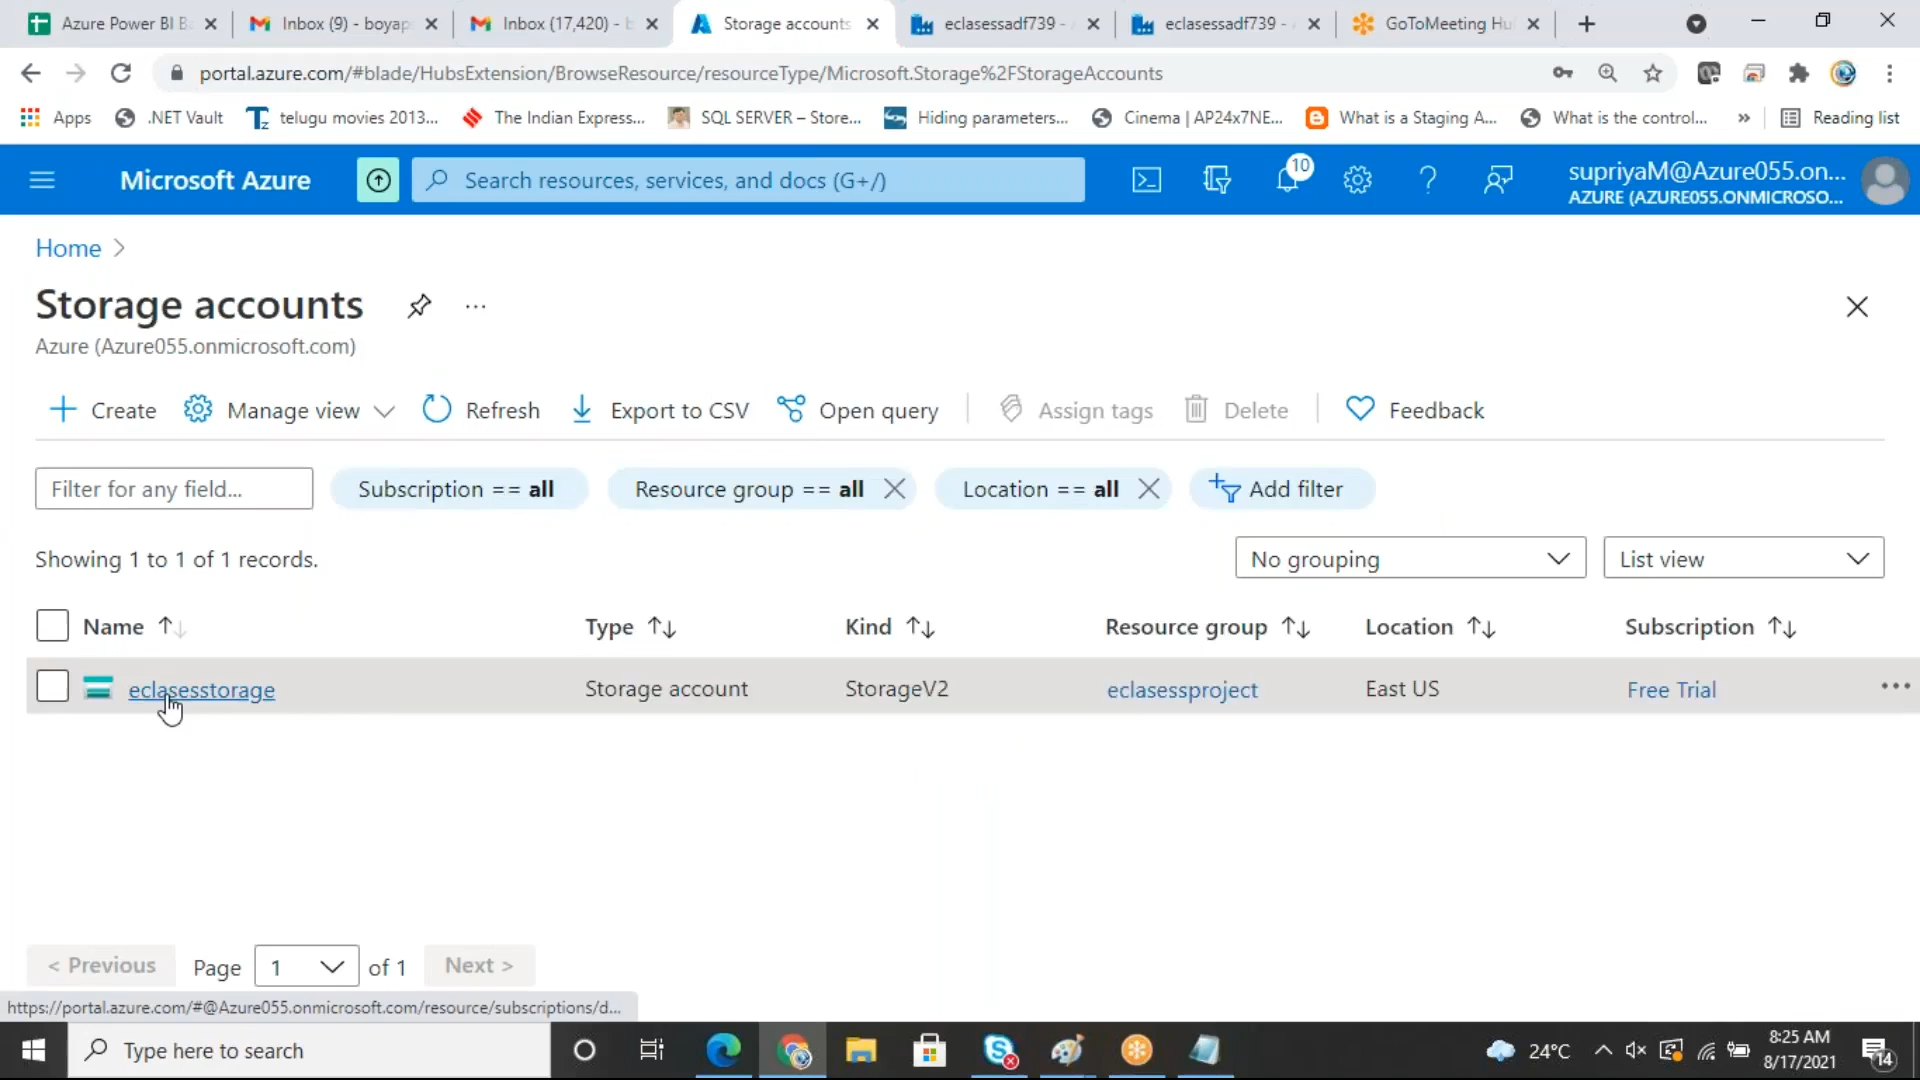 Azure Power BI B
Inbox (9) - boyap
Inbox (17,420) - b
Storage accounts
eclasessadf739 -
eclasessadf739 - A
GoToMeeting Hu
portal.azure.com/#blade/HubsExtension/BrowseResource/resourceType/Microsoft.Storage%2FStorageAccounts
Apps
.NET Vault
telugu movies 2013...
The Indian Express...
SQL SERVER – Store...
Hiding parameters...
Cinema | AP24x7NE...
What is a Staging A...
What is the control...
»
Reading list
Microsoft Azure
Search resources, services, and docs (G+/)
10
supriyaM@Azure055.on...
AZURE (AZURE055.ONMICROSO...
Home >
Storage accounts
...
Azure (Azure055.onmicrosoft.com)
Create
Manage view
Refresh
Export to CSV
Open query
Assign tags
Delete
Feedback
Filter for any field...
Subscription == all
Resource group == all
Location == all
Add filter
Showing 1 to 1 of 1 records.
No grouping
List view
Name
Type
Kind
Resource group
Location
Subscription
eclasesstorage
Storage account
StorageV2
eclasessproject
East US
Free Trial
...
< Previous
Page 1 of 1
Next >
https://portal.azure.com/#@Azure055.onmicrosoft.com/resource/subscriptions/d...
Type here to search
24°C
8:25 AM
8/17/2021
14